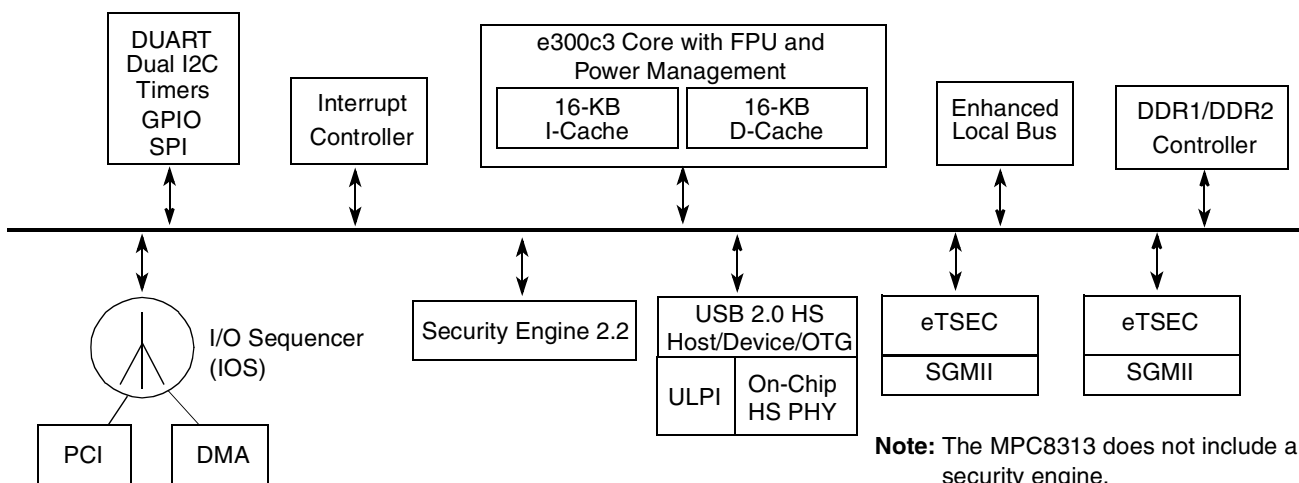 DUART
Dual I2C
Timers
GPIO
SPI
Interrupt
Controller
e300c3 Core with FPU and
Power Management
16-KB
I-Cache
16-KB
D-Cache
Enhanced
Local Bus
DDR1/DDR2
Controller
I/O Sequencer
(IOS)
PCI
DMA
Security Engine 2.2
USB 2.0 HS
Host/Device/OTG
ULPI
On-Chip
HS PHY
eTSEC
SGMII
eTSEC
SGMII
Note: The MPC8313 does not include a
security engine.